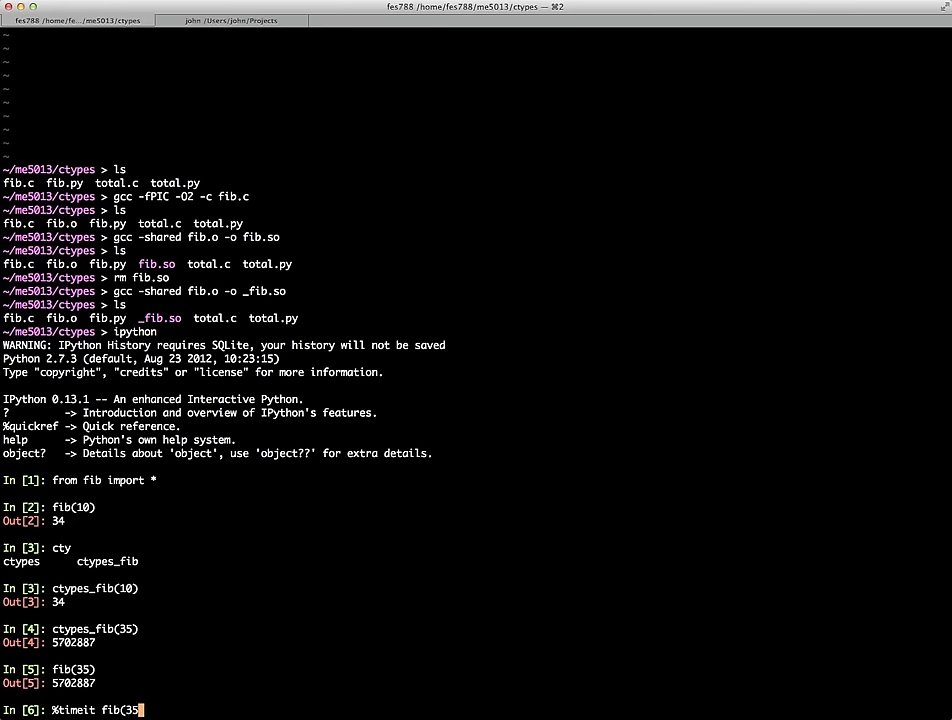 fes788 /home/fes788/me5013/ctypes — ⌘2
fes788 /home/fe.../me5013/ctypes
john /Users/john/Projects
~
~
~
~
~
~
~
~
~
~
~/me5013/ctypes > ls
fib.c fib.py total.c total.py
~/me5013/ctypes > gcc -fPIC -O2 -c fib.c
~/me5013/ctypes > ls
fib.c fib.o fib.py total.c total.py
~/me5013/ctypes > gcc -shared fib.o -o fib.so
~/me5013/ctypes > ls
fib.c fib.o fib.py fib.so total.c total.py
~/me5013/ctypes > rm fib.so
~/me5013/ctypes > gcc -shared fib.o -o _fib.so
~/me5013/ctypes > ls
fib.c fib.o fib.py _fib.so total.c total.py
~/me5013/ctypes > ipython
WARNING: IPython History requires SQLite, your history will not be saved
Python 2.7.3 (default, Aug 23 2012, 10:23:15)
Type "copyright", "credits" or "license" for more information.
IPython 0.13.1 -- An enhanced Interactive Python.
? -> Introduction and overview of IPython's features.
%quickref -> Quick reference.
help -> Python's own help system.
object? -> Details about 'object', use 'object??' for extra details.
In [1]: from fib import *
In [2]: fib(10)
Out[2]: 34
In [3]: cty
ctypes ctypes_fib
In [3]: ctypes_fib(10)
Out[3]: 34
In [4]: ctypes_fib(35)
Out[4]: 5702887
In [5]: fib(35)
Out[5]: 5702887
In [6]: %timeit fib(35